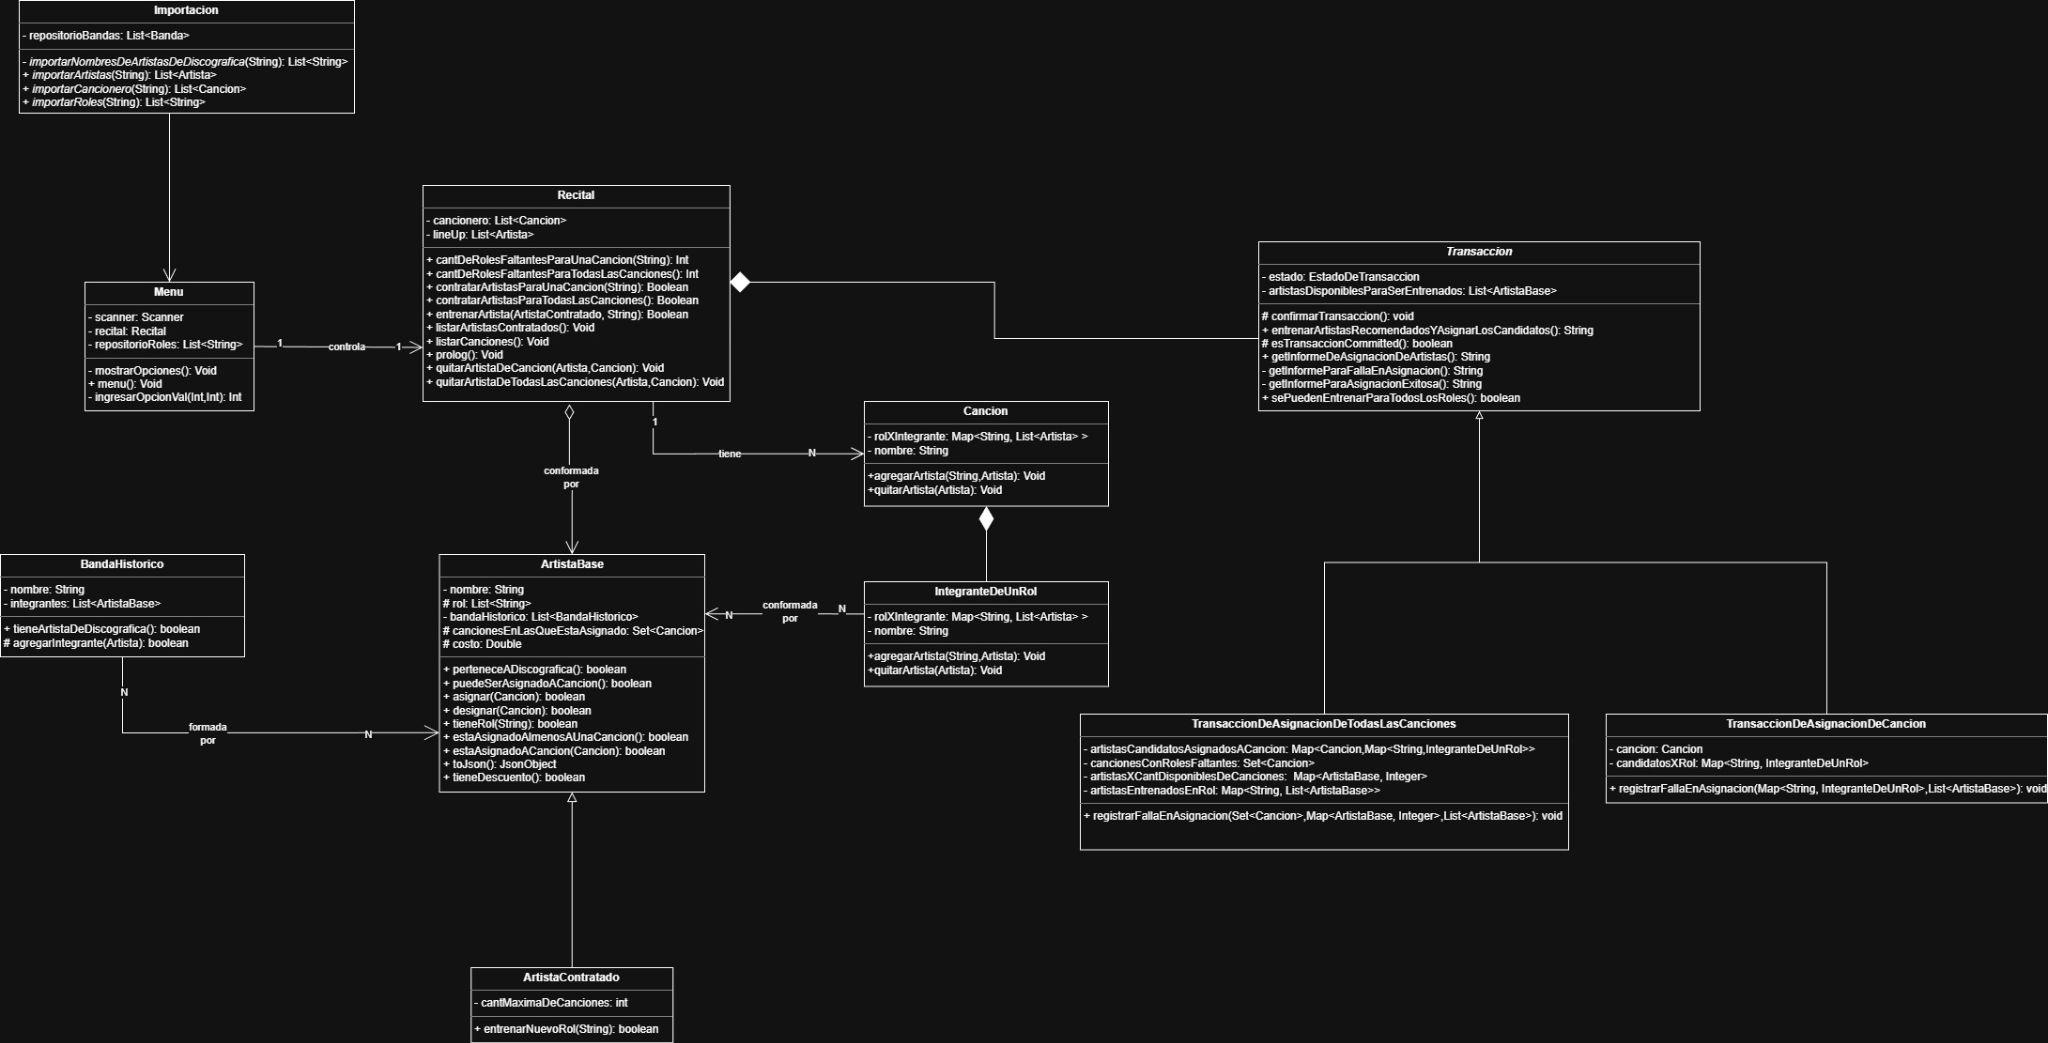 Importacion
- repositorioBandas: List<Banda>
- importarNombresDeArtistasDeDiscografica(String): List<String>
+ importarArtistas(String): List<Artista>
+ importarCancionero(String): List<Cancion>
+ importarRoles(String): List<String>
Menu
- scanner: Scanner
- recital: Recital
- repositorioRoles: List<String>
- mostrarOpciones(): Void
+ menu(): Void
- ingresarOpcionVal(Int,Int): Int
1
controla
1
Recital
- cancionero: List<Cancion>
- lineUp: List<Artista>
+ cantDeRolesFaltantesParaUnaCancion(String): Int
+ cantDeRolesFaltantesParaTodasLasCanciones(): Int
+ contratarArtistasParaUnaCancion(String): Boolean
+ contratarArtistasParaTodasLasCanciones(): Boolean
+ entrenarArtista(ArtistaContratado, String): Boolean
+ listarArtistasContratados(): Void
+ listarCanciones(): Void
+ prolog(): Void
+ quitarArtistaDeCancion(Artista,Cancion): Void
+ quitarArtistaDeTodasLasCanciones(Artista,Cancion): Void
Transaccion
- estado: EstadoDeTransaccion
- artistasDisponiblesParaSerEntrenados: List<ArtistaBase>
# confirmarTransaccion(): void
+ entrenarArtistasRecomendadosYAsignarLosCandidatos(): String
# esTransaccionCommitted(): boolean
+ getInformeDeAsignacionDeArtistas(): String
- getInformeParaFallaEnAsignacion(): String
- getInformeParaAsignacionExitosa(): String
+ sePuedenEntrenarParaTodosLosRoles(): boolean
1
tiene
N
Cancion
- rolXIntegrante: Map<String, List<Artista> >
- nombre: String
+agregarArtista(String,Artista): Void
+quitarArtista(Artista): Void
conformada
por
BandaHistorico
- nombre: String
- integrantes: List<ArtistaBase>
+ tieneArtistaDeDiscografica(): boolean
# agregarIntegrante(Artista): boolean
N
formada
por
N
ArtistaBase
- nombre: String
# rol: List<String>
- bandaHistorico: List<BandaHistorico>
# cancionesEnLasQueEstaAsignado: Set<Cancion>
# costo: Double
+ perteneceADiscografica(): boolean
+ puedeSerAsignadoACancion(): boolean
+ asignar(Cancion): boolean
+ designar(Cancion): boolean
+ tieneRol(String): boolean
+ estaAsignadoAlmenosAUnaCancion(): boolean
+ estaAsignadoACancion(Cancion): boolean
+ toJson(): JsonObject
+ tieneDescuento(): boolean
N
conformada
por
N
IntegranteDeUnRol
- rolXIntegrante: Map<String, List<Artista> >
- nombre: String
+agregarArtista(String,Artista): Void
+quitarArtista(Artista): Void
TransaccionDeAsignacionDeTodasLasCanciones
- artistasCandidatosAsignadosACancion: Map<Cancion,Map<String,IntegranteDeUnRol>>
- cancionesConRolesFaltantes: Set<Cancion>
- artistasXCantDisponiblesDeCanciones: Map<ArtistaBase, Integer>
- artistasEntrenadosEnRol: Map<String, List<ArtistaBase>>
+ registrarFallaEnAsignacion(Set<Cancion>,Map<ArtistaBase, Integer>,List<ArtistaBase>): void
TransaccionDeAsignacionDeCancion
- cancion: Cancion
- candidatosXRol: Map<String, IntegranteDeUnRol>
+ registrarFallaEnAsignacion(Map<String, IntegranteDeUnRol>,List<ArtistaBase>): void
ArtistaContratado
- cantMaximaDeCanciones: int
+ entrenarNuevoRol(String): boolean